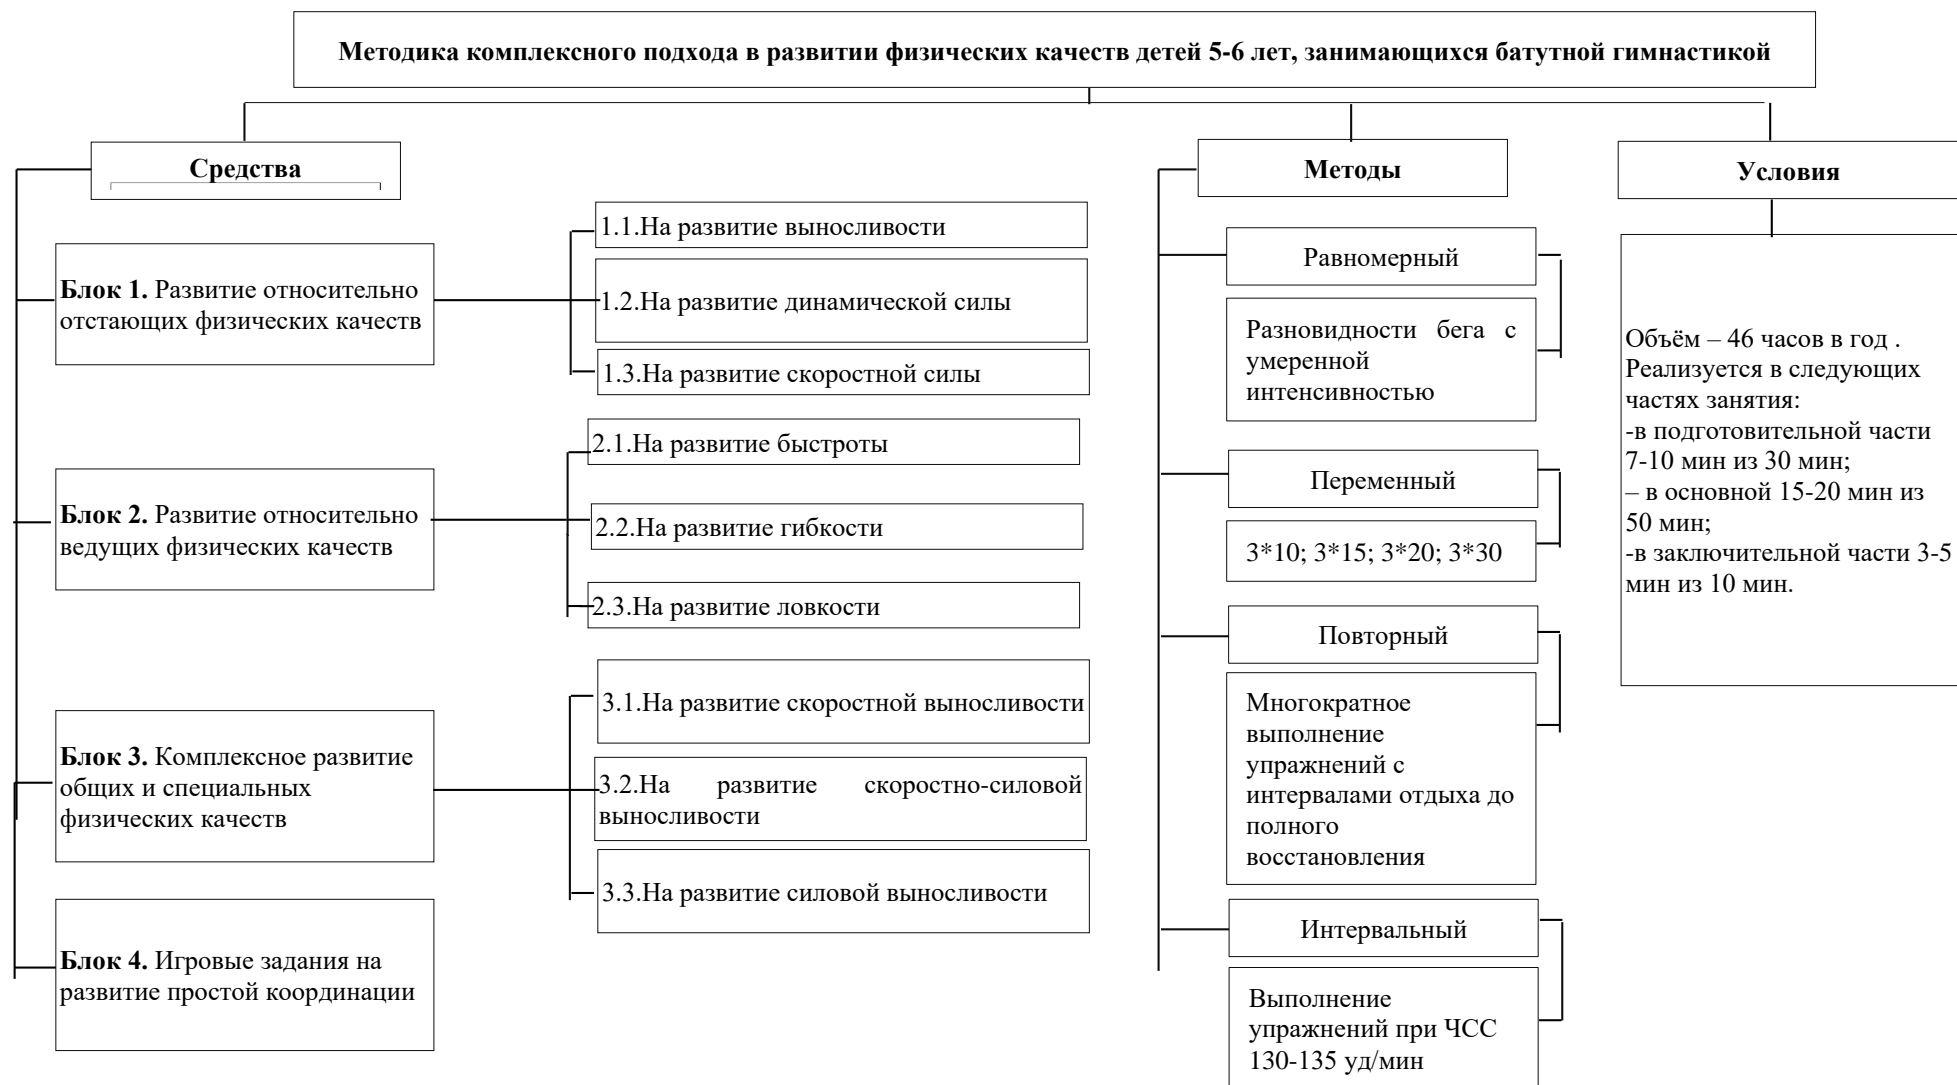 Методика комплексного подхода в развитии физических качеств детей 5-6 лет, занимающихся батутной гимнастикой
Средства
Блок 1. Развитие относительно
отстающих физических качеств
1.1.На развитие выносливости
1.2.На развитие динамической силы
1.3.На развитие скоростной силы
Блок 2. Развитие относительно
ведущих физических качеств
2.1.На развитие быстроты
2.2.На развитие гибкости
2.3.На развитие ловкости
Блок 3. Комплексное развитие
общих и специальных
физических качеств
3.1.На развитие скоростной выносливости
3.2.На развитие скоростно-силовой
выносливости
3.3.На развитие силовой выносливости
Блок 4. Игровые задания на
развитие простой координации
Методы
Равномерный
Разновидности бега с
умеренной
интенсивностью
Переменный
3*10; 3*15; 3*20; 3*30
Повторный
Многократное
выполнение
упражнений с
интервалами отдыха до
полного
восстановления
Интервальный
Выполнение
упражнений при ЧСС
130-135 уд/мин
Условия
Объём – 46 часов в год .
Реализуется в следующих
частях занятия:
-в подготовительной части
7-10 мин из 30 мин;
– в основной 15-20 мин из
50 мин;
-в заключительной части 3-5
мин из 10 мин.